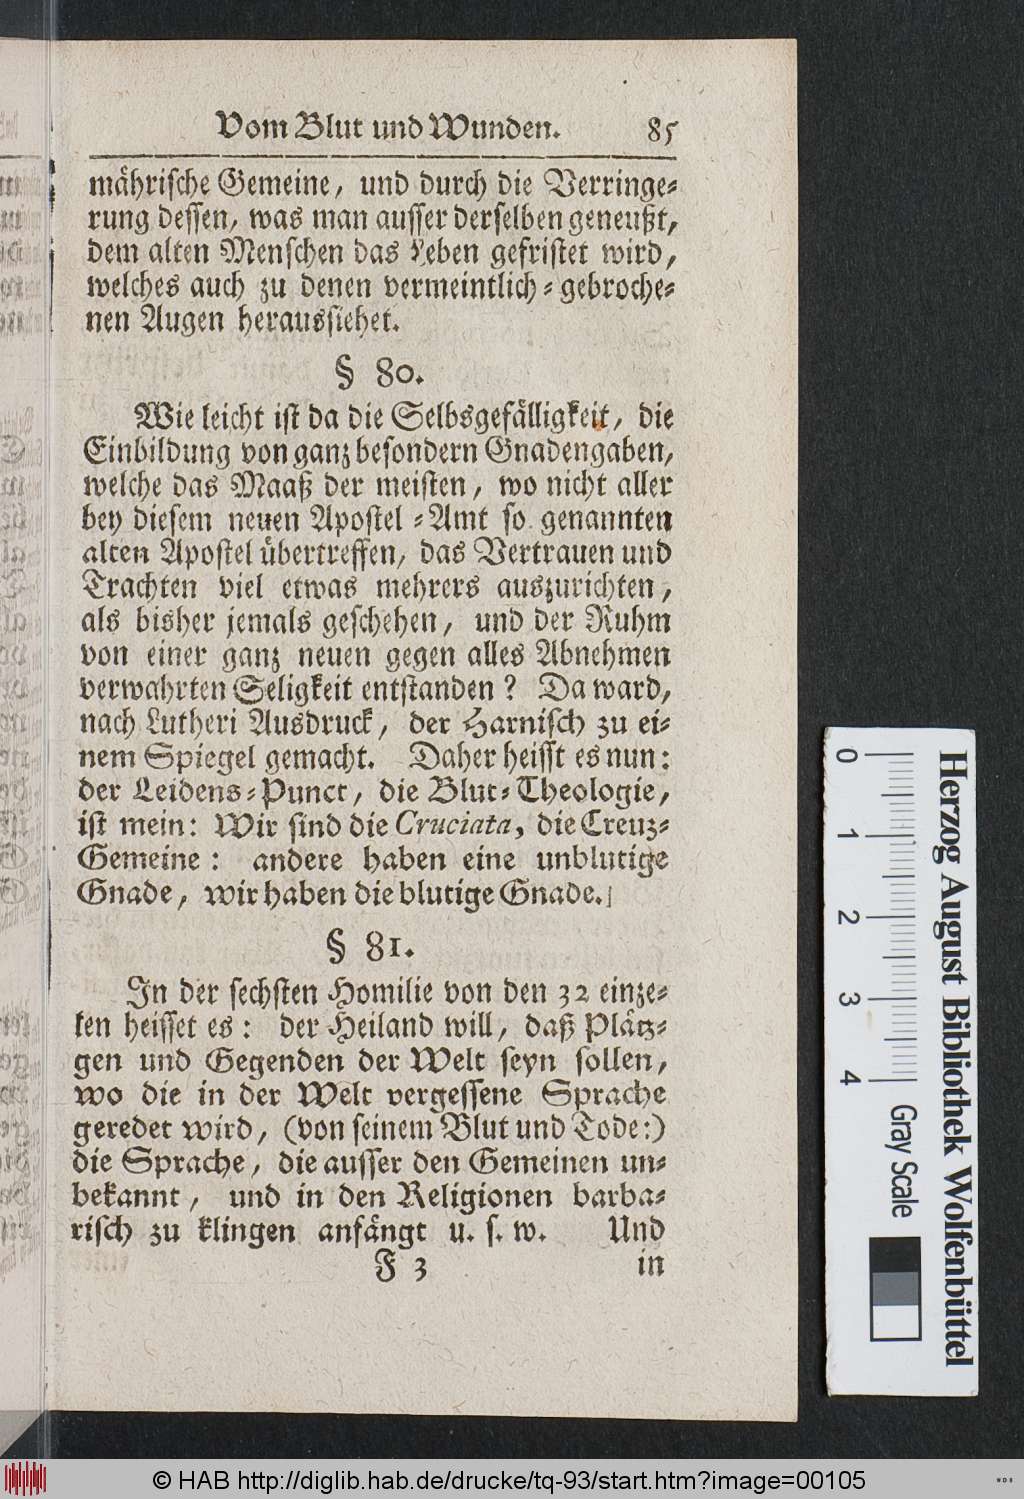 Vom Blut und Wunden. 85
mährische Gemeine, und durch die Verringe-
rung dessen, was man ausser derselben geneußt,
dem alten Menschen das Leben gefristet wird,
welches auch zu denen vermeintlich-gebroche-
nen Augen heraussiehet.
§ 80.
Wie leicht ist da die Selbsgefälligkeit, die
Einbildung von ganz besondern Gnadengaben,
welche das Maaß der meisten, wo nicht aller
bey diesem neuen Apostel-Amt so genannten
alten Apostel übertreffen, das Vertrauen und
Trachten viel etwas mehrers auszurichten,
als bisher jemals geschehen, und der Ruhm
von einer ganz neuen gegen alles Abnehmen
verwahrten Seligkeit entstanden? Da ward,
nach Lutheri Ausdruck, der Harnisch zu ei-
nem Spiegel gemacht. Daher heisst es nun:
der Leidens-Punct, die Blut-Theologie,
ist mein: Wir sind die Cruciata, die Creuz-
Gemeine: andere haben eine unblutige
Gnade, wir haben die blutige Gnade.
§ 81.
In der sechsten Homilie von den 32 einze-
len heisset es: der Heiland will, daß Plätz-
gen und Gegenden der Welt seyn sollen,
wo die in der Welt vergessene Sprache
geredet wird, (von seinem Blut und Tode:)
die Sprache, die ausser den Gemeinen un-
bekannt, und in den Religionen barba-
risch zu klingen anfängt u. s. w. Und
F 3 in
Herzog August Bibliothek Wolfenbüttel
0 1 2 3 4 Gray Scale
© HAB http://diglib.hab.de/drucke/tq-93/start.htm?image=00105